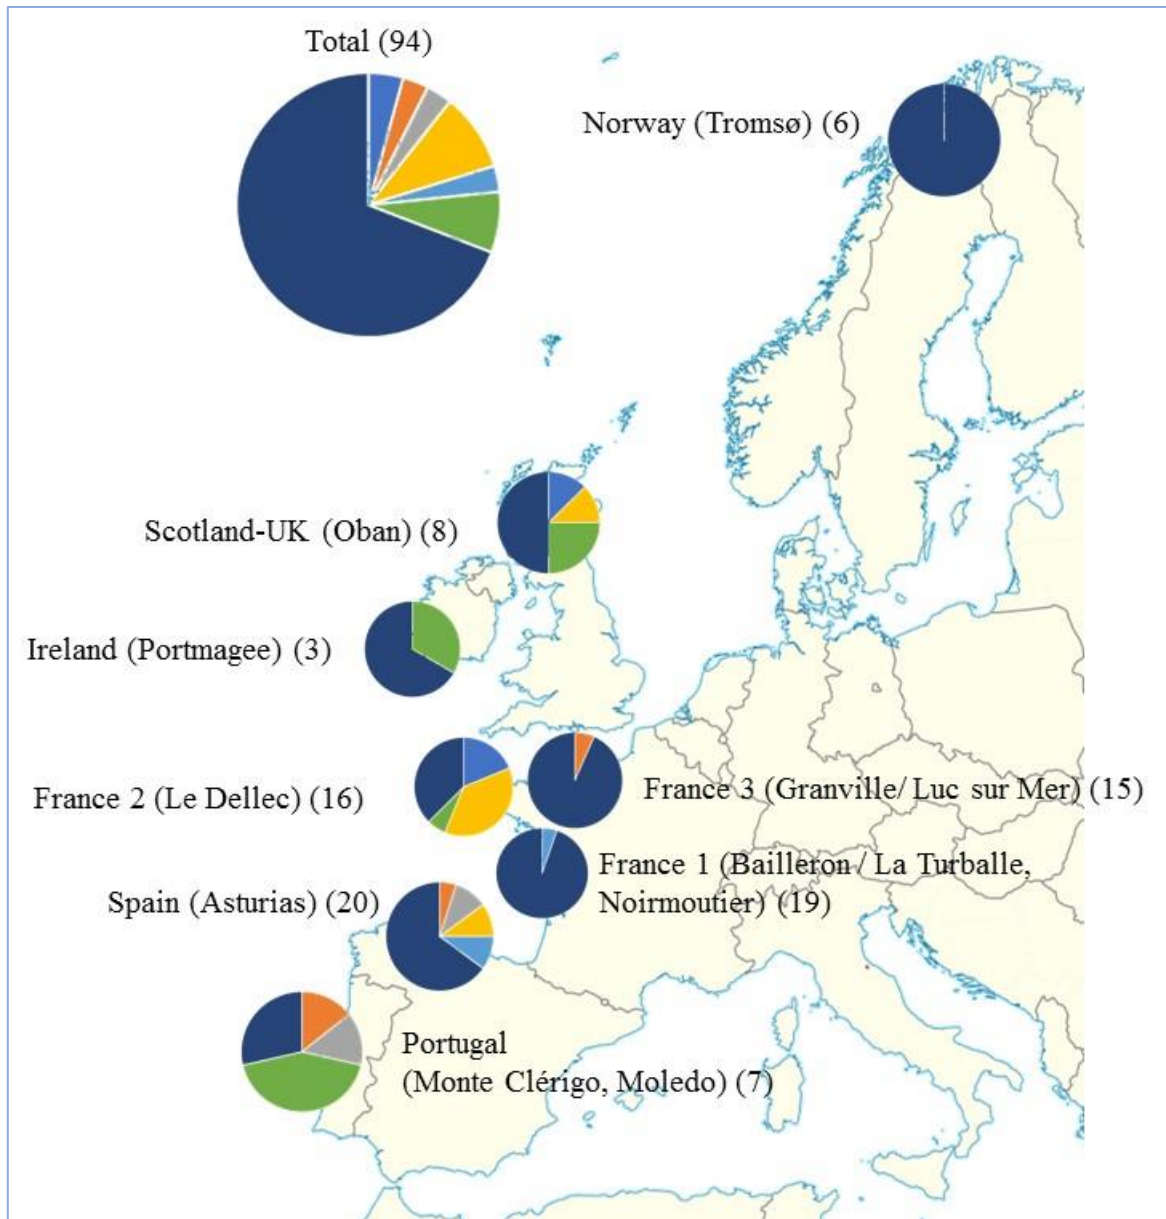 Total (94)
Norway (Tromsø) (6)
Scotland-UK (Oban) (8)
Ireland (Portmagee) (3)
France 2 (Le Dellec) (16)
France 3 (Granville/ Luc sur Mer) (15)
France 1 (Bailleron / La Turballe,
Noirmoutier) (19)
Spain (Asturias) (20)
Portugal
(Monte Clérigo, Moledo) (7)